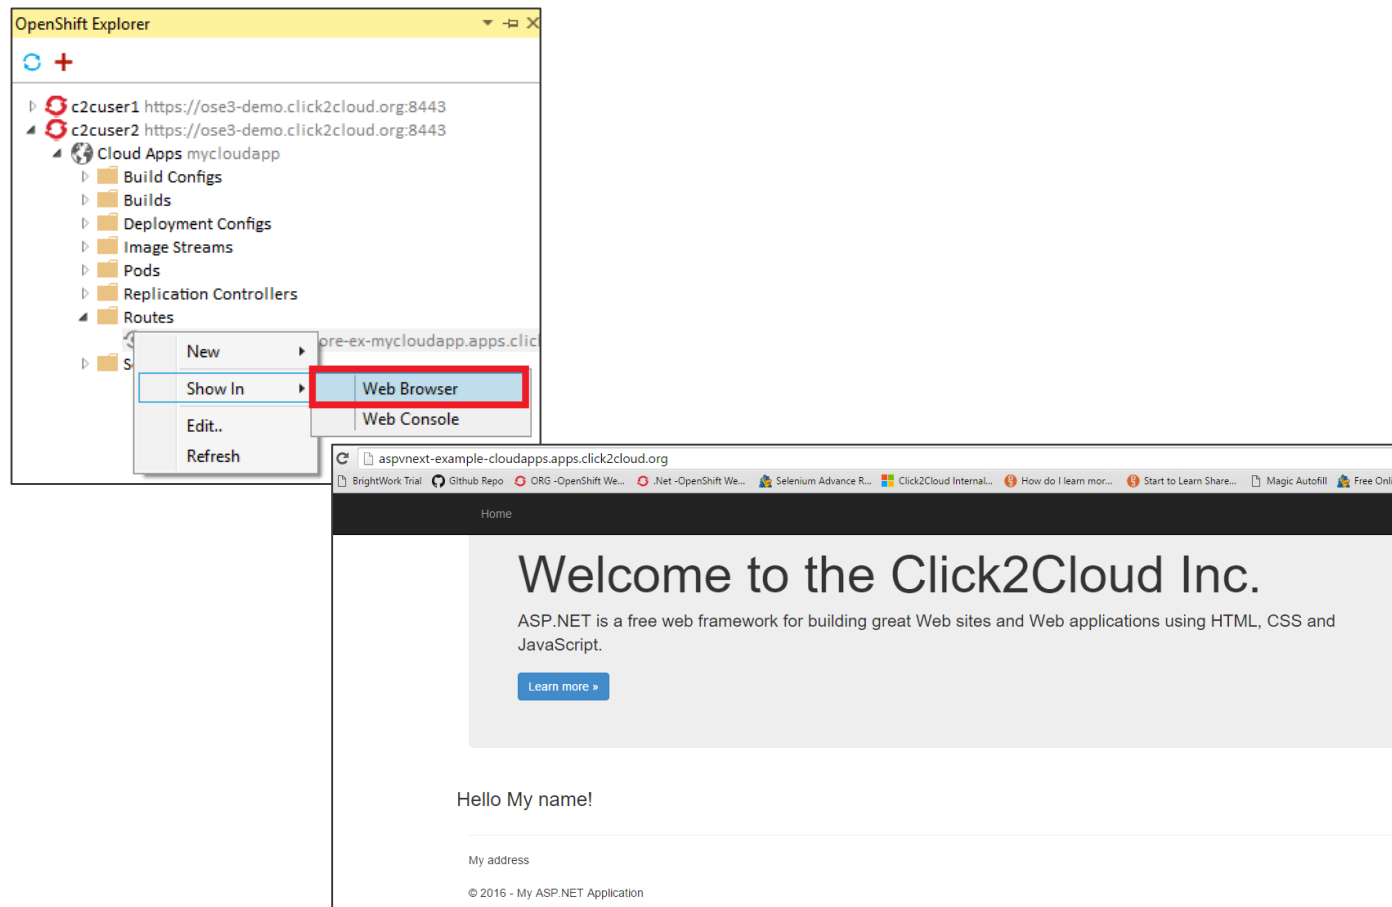 OpenShift Explorer
c2cuser1 https://ose3-demo.click2cloud.org:8443
c2cuser2 https://ose3-demo.click2cloud.org:8443
Cloud Apps mycloudapp
Build Configs
Builds
Deployment Configs
Image Streams
Pods
Replication Controllers
Routes
ore-ex-mycloudapp.apps.clic
S
New
Show In
Web Browser
Web Console
Edit..
Refresh
aspvnext-example-cloudapps.apps.click2cloud.org
BrightWork Trial GIthub Repo ORG -OpenShift We... .Net -OpenShift We... Selenium Advance R... Click2Cloud Internal... How do I learn mor... Start to Learn Share... Magic Autofill Free Onli
Home
Welcome to the Click2Cloud Inc.
ASP.NET is a free web framework for building great Web sites and Web applications using HTML, CSS and
JavaScript.
Learn more »
Hello My name!
My address
© 2016 - My ASP.NET Application